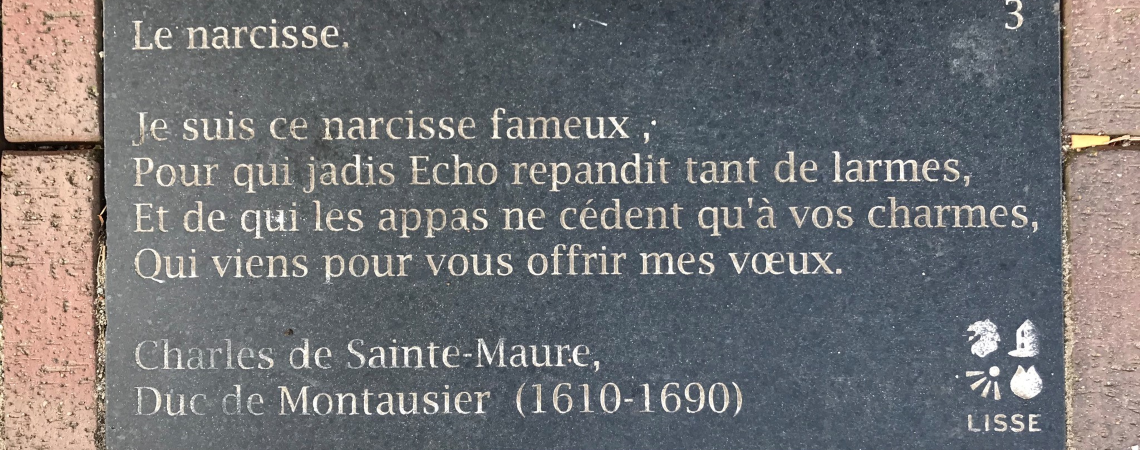 3
Le narcisse.
Je suis ce narcisse fameux ,
Pour qui jadis Echo repandit tant de larmes,
Et de qui les appas ne cédent qu'à vos charmes,
Qui viens pour vous offrir mes vœux.
Charles de Sainte-Maure,
Duc de Montausier (1610-1690)
LISSE